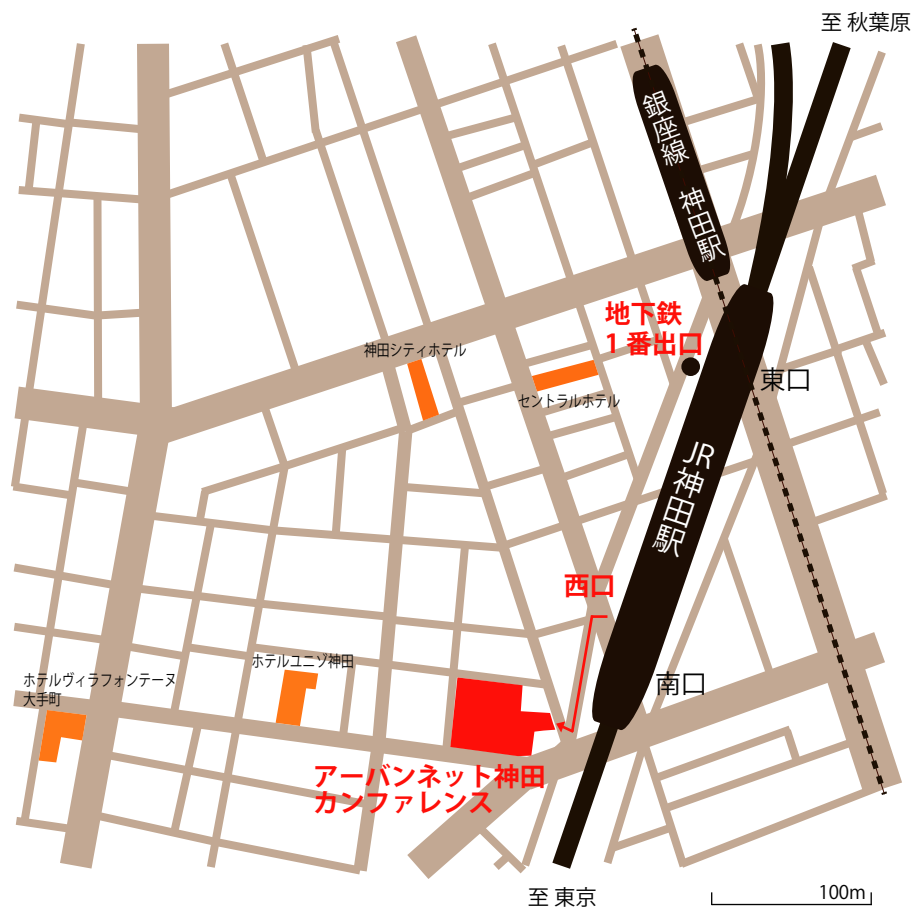 至 秋葉原
銀座線 神田駅
地下鉄
1 番出口
神田シティホテル
東口
セントラルホテル
JR神田駅
西口
ホテルユニゾ神田
ホテルヴィラフォンテーヌ
大手町
南口
アーバンネット神田
カンファレンス
至 東京
100m